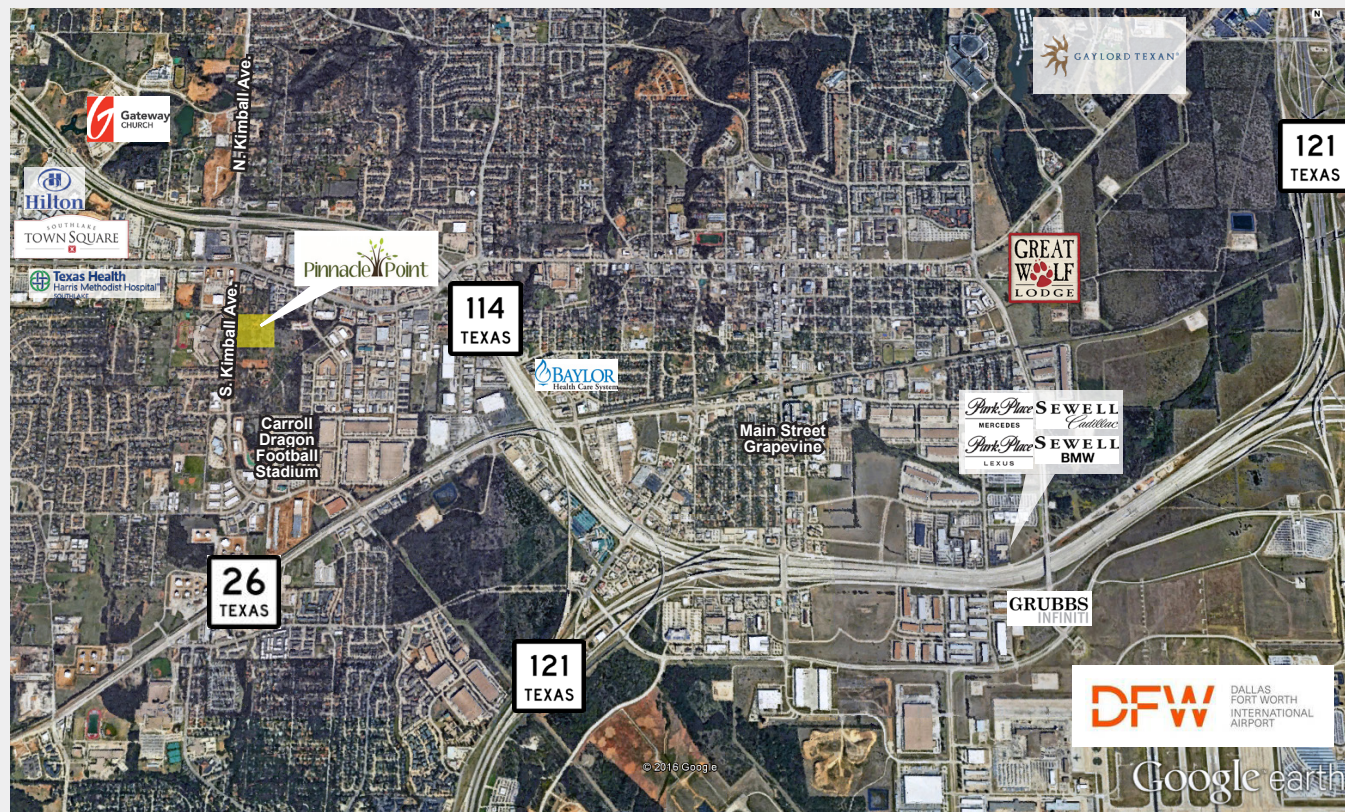 N
GAYLORD TEXAN
N. Kimball Ave.
Gateway
CHURCH
121
TEXAS
Hilton
SOUTHLAKE
TOWN SQUARE
Pinnacle Point
GREAT
WOLF
LODGE
Texas Health
Harris Methodist Hospital
SOUTHLAKE
S. Kimball Ave.
114
TEXAS
BAYLOR
Health Care System
Carroll
Dragon
Football
Stadium
Main Street
Grapevine
Park Place
MERCEDES
SEWELL
Cadillac
Park Place
LEXUS
SEWELL
BMW
26
TEXAS
GRUBBS
INFINITI
121
TEXAS
DFW
DALLAS
FORT WORTH
INTERNATIONAL
AIRPORT
© 2016 Google
Google earth